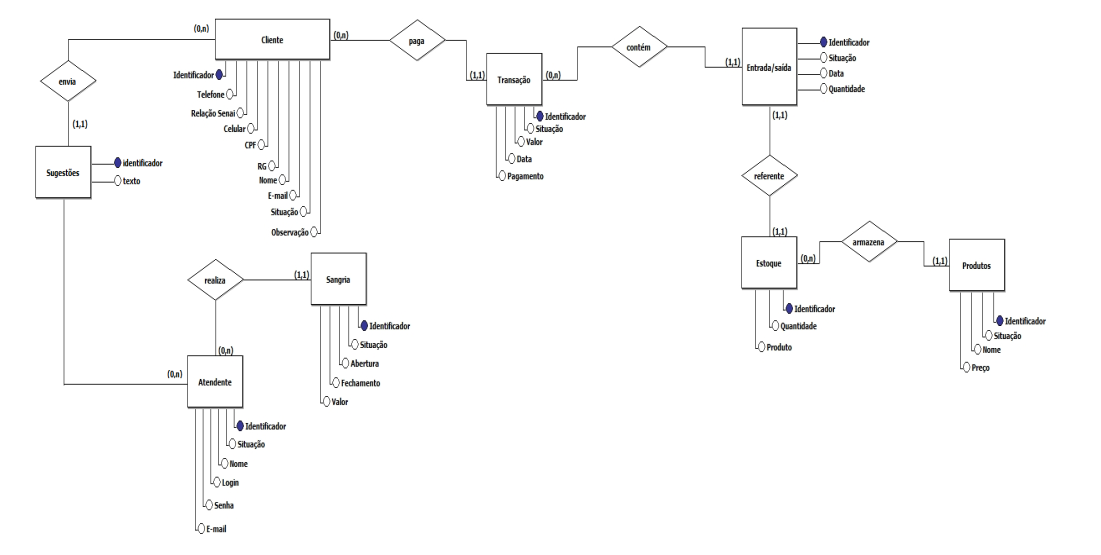 (0,n)
Cliente
(0,n)
paga
(1,1)
Transação
(0,n)
contém
(1,1)
Entrada/saída
Identificador
Situação
Data
Quantidade
(1,1)
envia
(1,1)
Sugestões
identificador
texto
Identificador
Telefone
Relação Senai
Celular
CPF
RG
Nome
E-mail
Situação
Observação
Identificador
Situação
Valor
Data
Pagamento
referente
(1,1)
Estoque
(0,n)
armazena
(1,1)
Produtos
Identificador
Quantidade
Produto
Identificador
Situação
Nome
Preço
realiza
(1,1)
Sangria
Identificador
Situação
Abertura
Fechamento
Valor
(0,n)
(0,n)
Atendente
Identificador
Situação
Nome
Login
Senha
E-mail